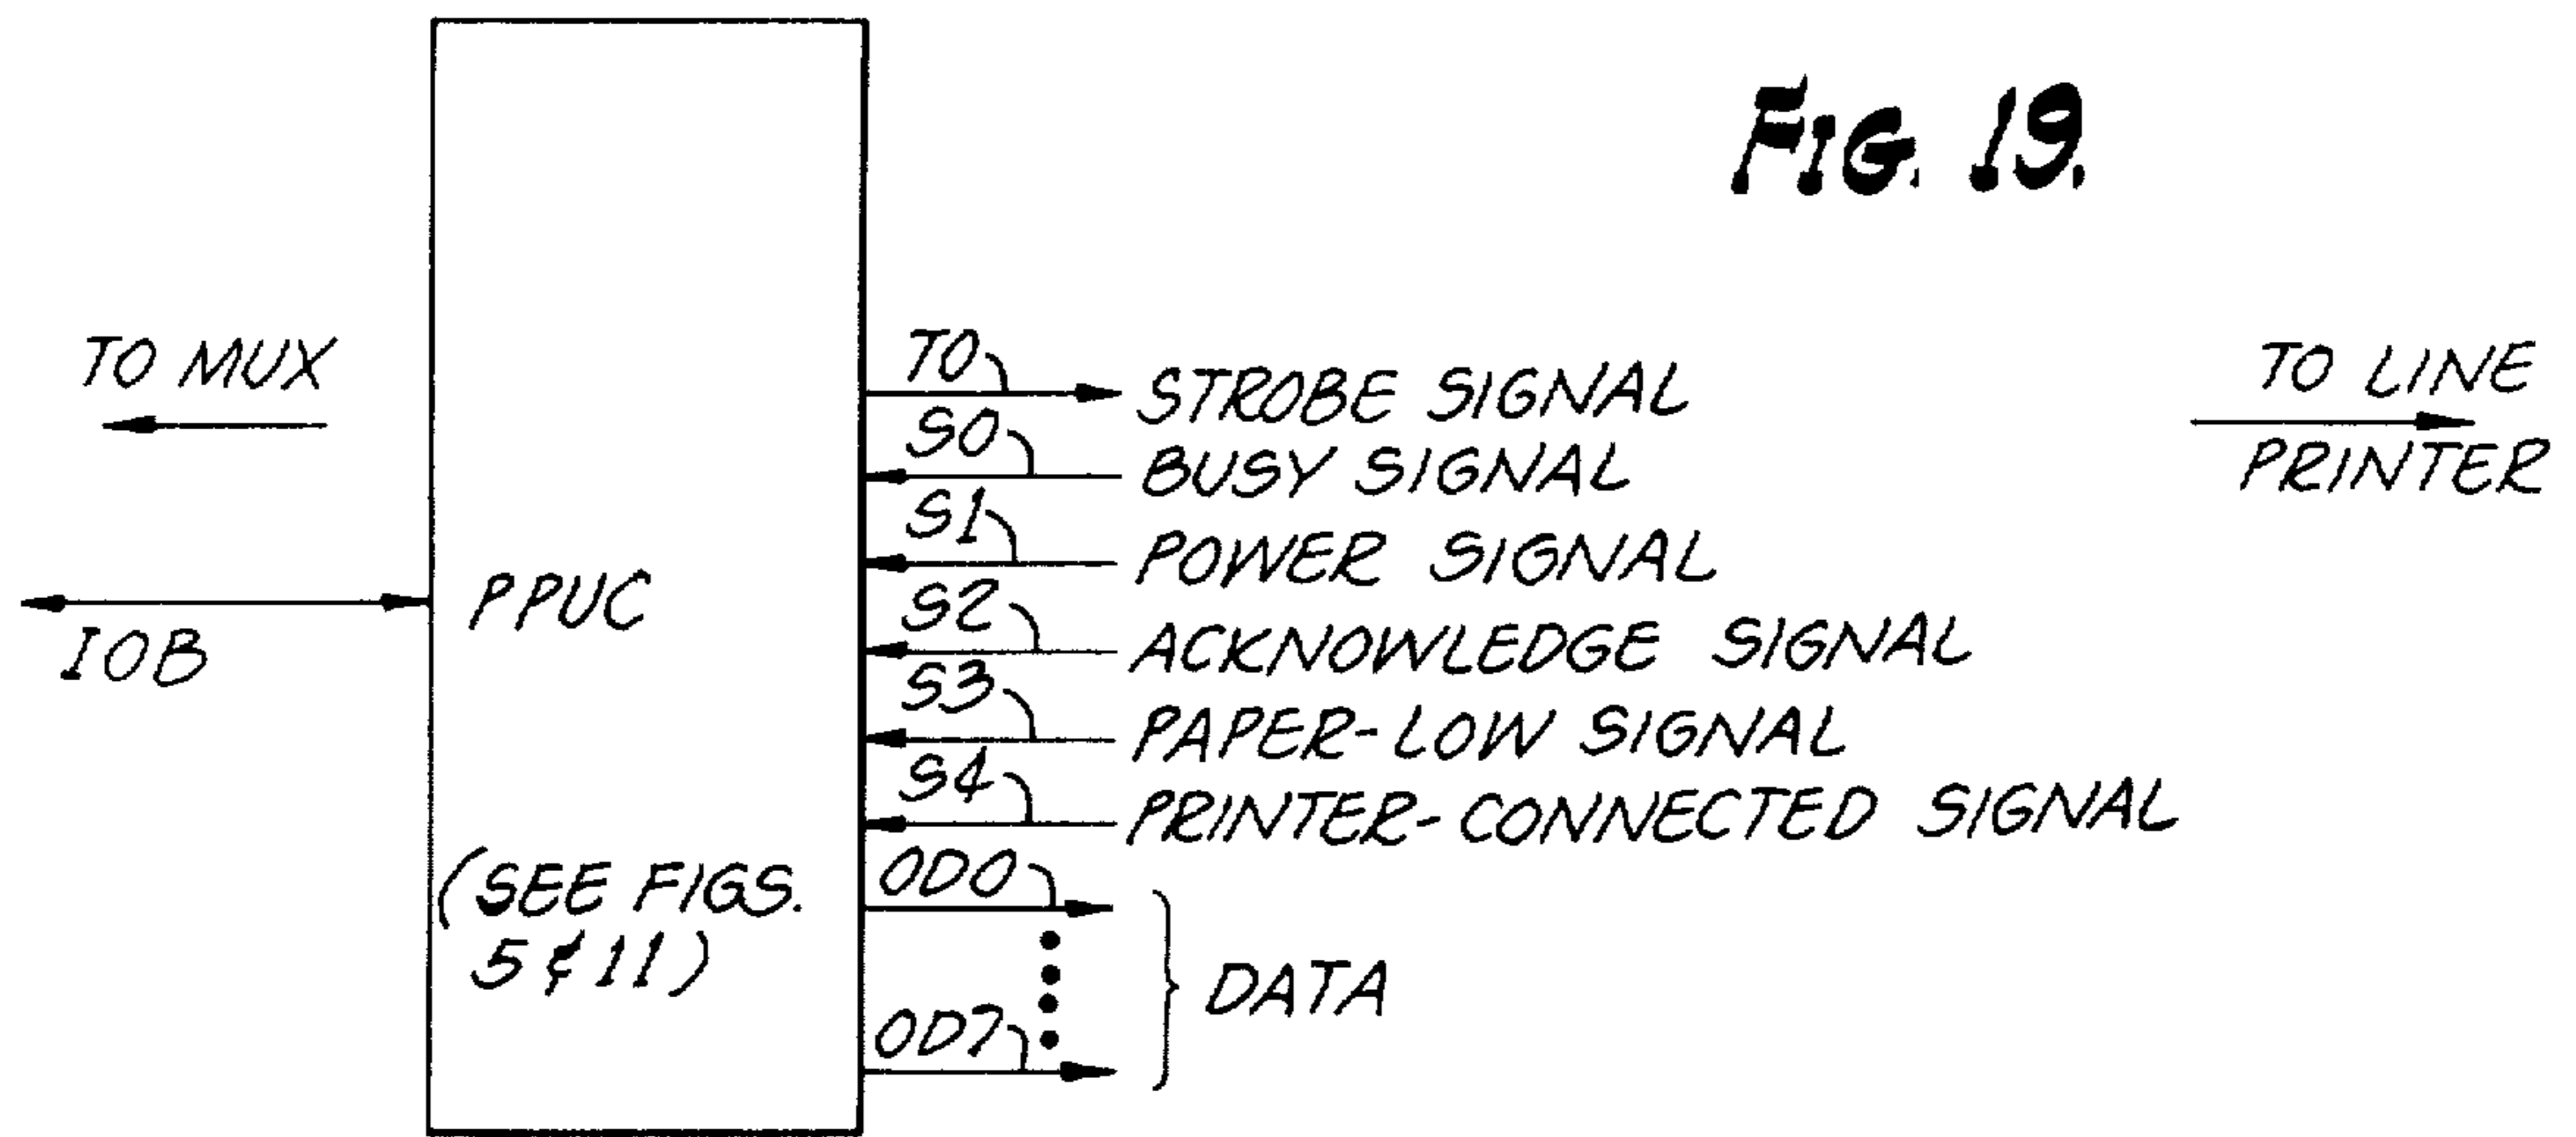 FIG. 19.
TO MUX
IOB
PPUC
(SEE FIGS.
5 & 11)
T0
STROBE SIGNAL
S0
BUSY SIGNAL
S1
POWER SIGNAL
S2
ACKNOWLEDGE SIGNAL
S3
PAPER-LOW SIGNAL
S4
PRINTER-CONNECTED SIGNAL
OD0
OD7
DATA
TO LINE
PRINTER